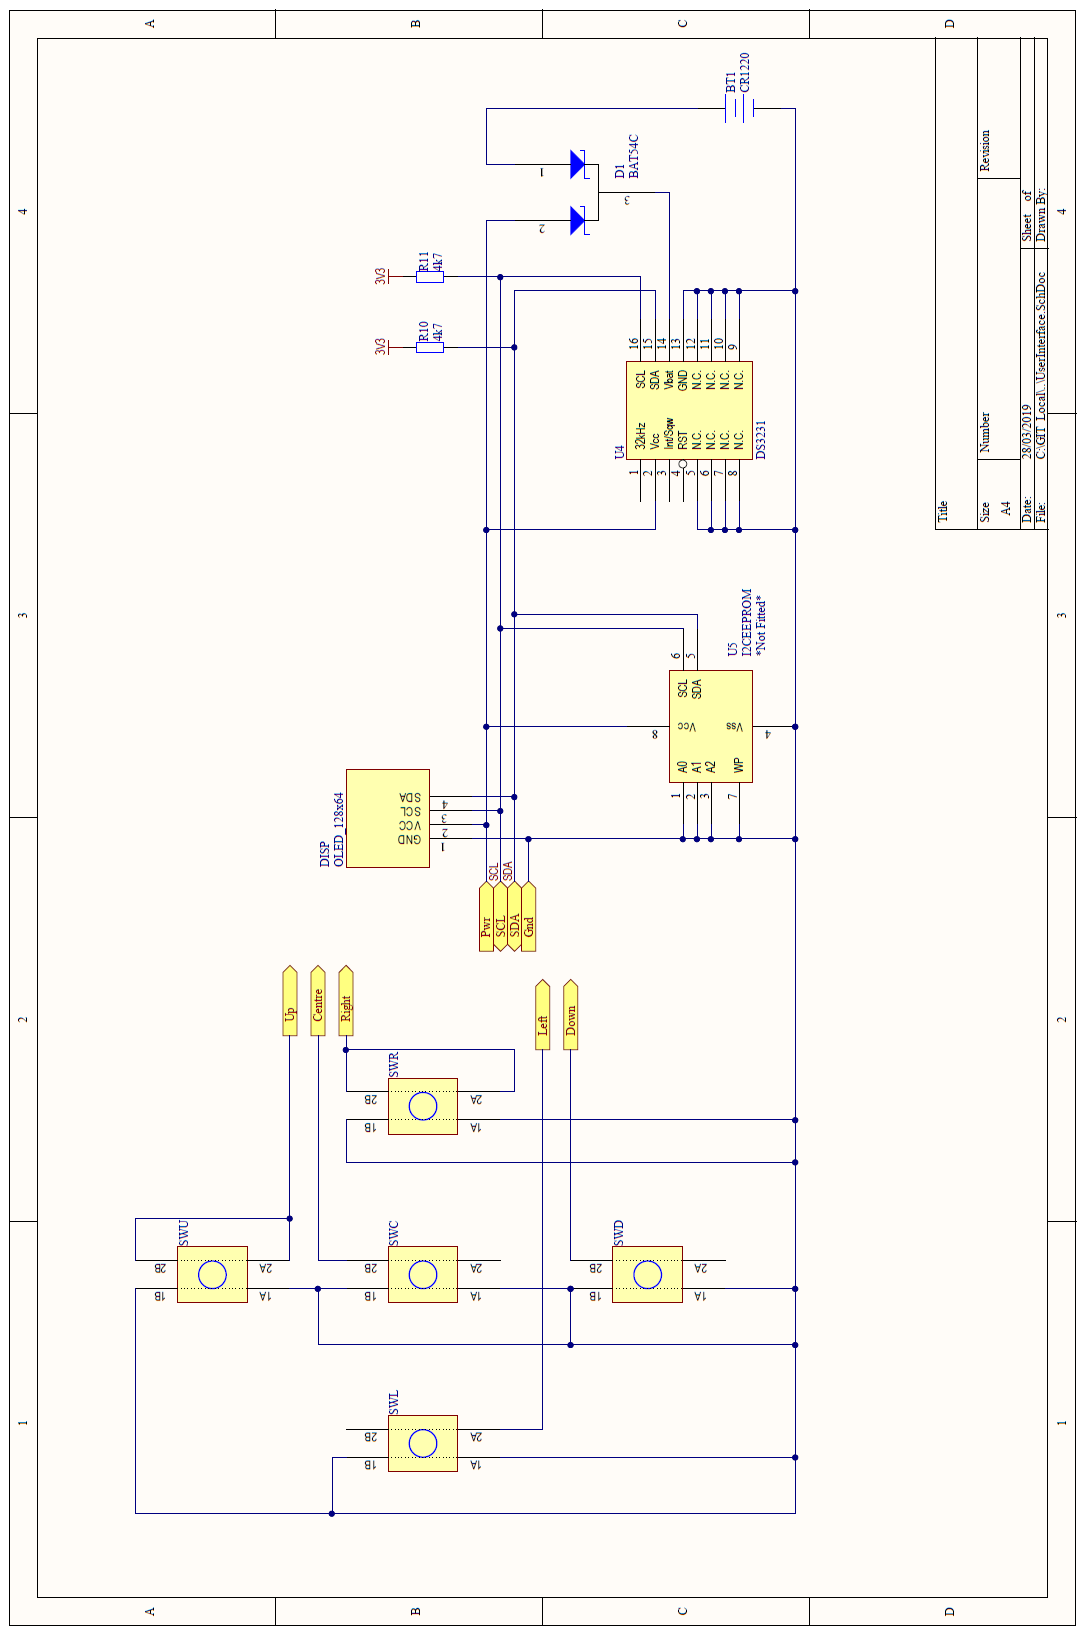 A
B
C
D
4
3
2
1
4
3
2
1
A
B
C
D
BT1
CR1220
D1
BAT54C
1
2
3
3V3
R11
4k7
3V3
R10
4k7
16
15
14
13
12
11
10
9
SCL
SDA
Vbat
GND
N.C.
N.C.
N.C.
N.C.
32kHz
Vcc
Int/Sqw
RST
N.C.
N.C.
N.C.
N.C.
U4
DS3231
1
2
3
4
5
6
7
8
U5
I2CEEPROM
*Not Fitted*
6
5
SCL
SDA
8
Vcc
Vss
4
A0
A1
A2
WP
1
2
3
7
DISP
OLED_128x64
SDA
SCL
VCC
GND
4
3
2
1
SCL
SDA
Pwr
SCL
SDA
Gnd
Up
Centre
Right
Left
Down
SWR
2B
2A
1B
1A
SWU
2B
2A
1B
1A
SWC
2B
2A
1B
1A
SWD
2B
2A
1B
1A
SWL
2B
2A
1B
1A
Title
Size
A4
Number
Revision
Date:
28/03/2019
Sheet of
File:
C:\GIT_Local\..\UserInterface.SchDoc
Drawn By: